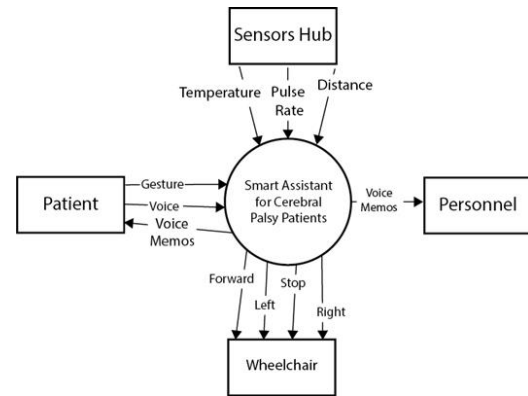 Sensors Hub
Temperature
Pulse
Rate
Distance
Patient
Gesture
Voice
Voice
Memos
Smart Assistant
for Cerebral
Palsy Patients
Voice
Memos
Personnel
Forward
Left
Stop
Right
Wheelchair